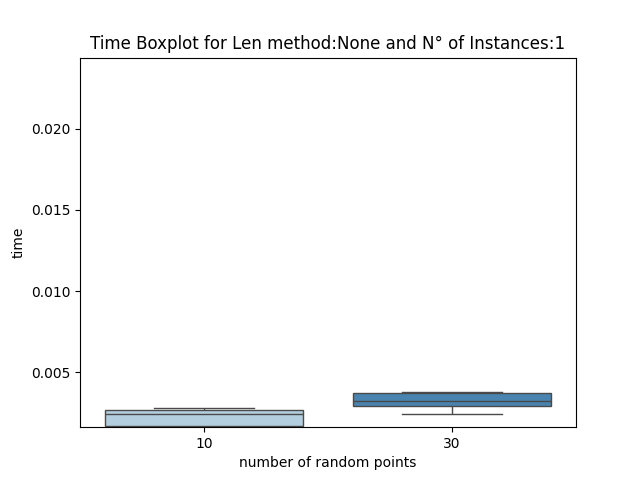 Time Boxplot for Len method:None and N° of Instances:1
0.020
0.015
0.010
0.005
time
10
30
number of random points